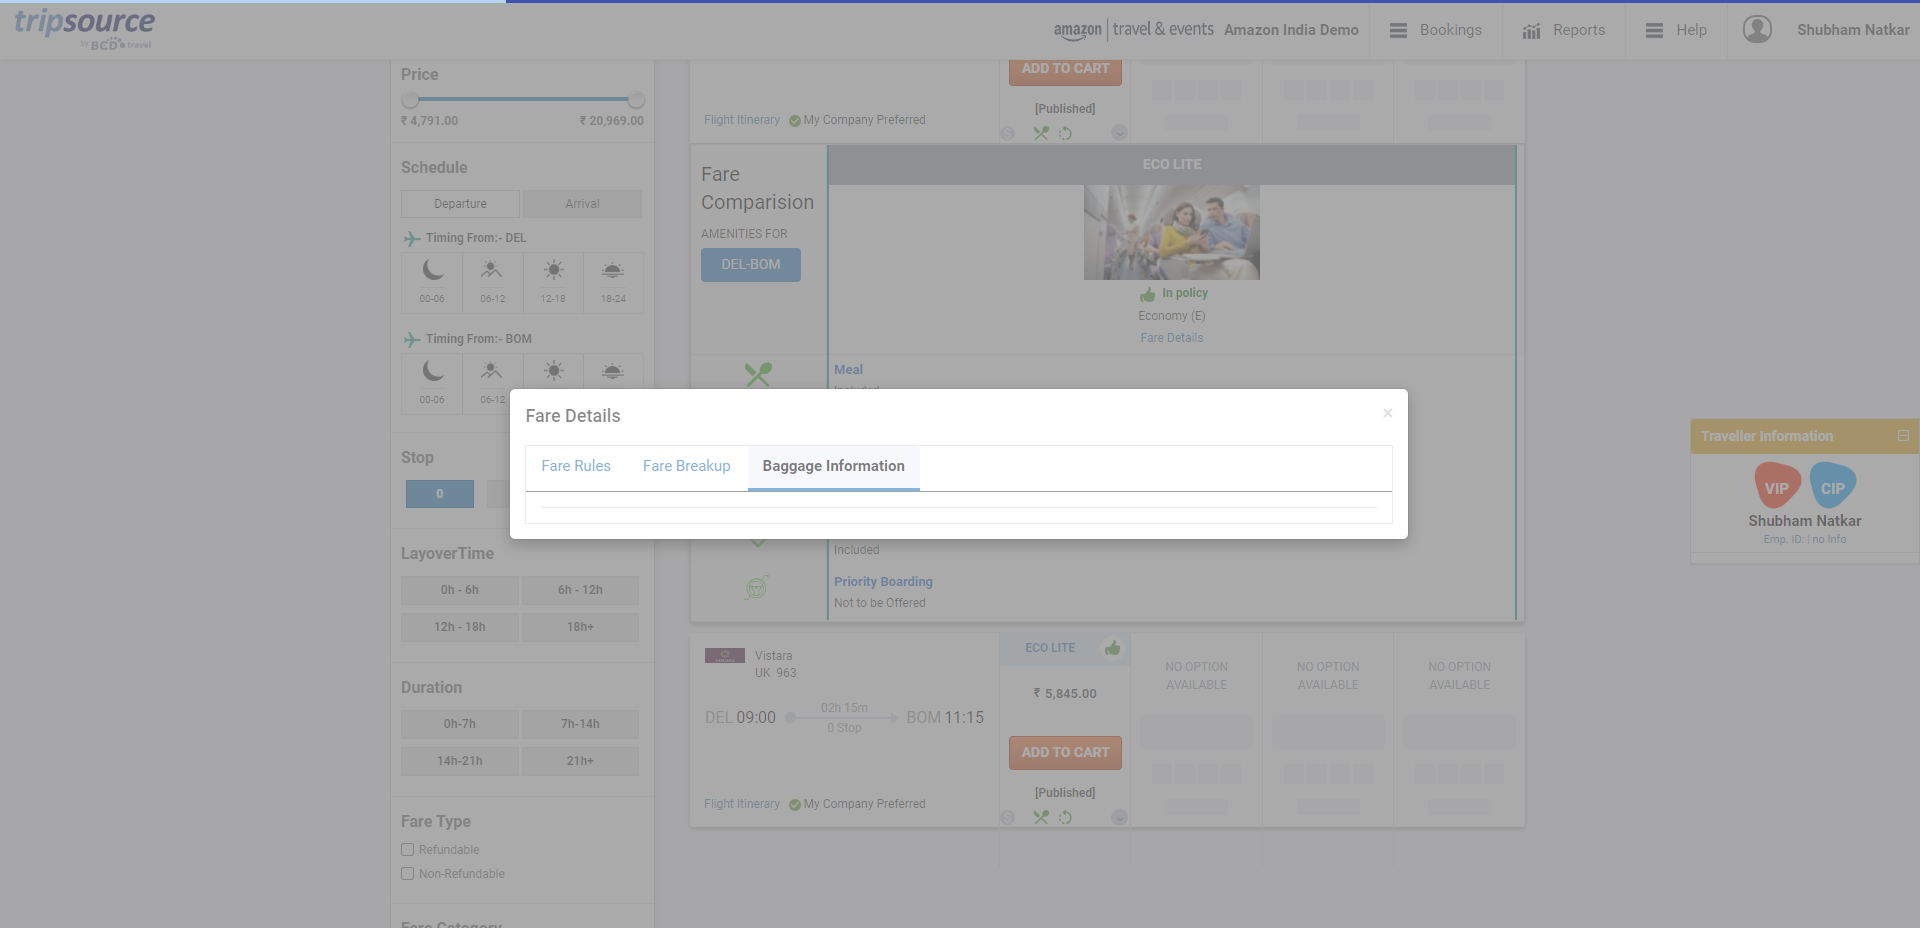 tripsource
by BCD travel
amazon travel & events Amazon India Demo
Bookings
Reports
Help
Shubham Natkar
Price
₹ 4,791.00 ₹ 20,969.00
Schedule
Departure Arrival
Timing From:- DEL
00-06 06-12 12-18 18-24
Timing From:- BOM
00-06 06-12
Stop
0
LayoverTime
0h - 6h 6h - 12h
12h - 18h 18h+
Duration
0h-7h 7h-14h
14h-21h 21h+
Fare Type
Refundable
Non-Refundable
Fare Category
ADD TO CART
[Published]
Flight Itinerary My Company Preferred
Fare
Comparision
AMENITIES FOR
DEL-BOM
ECO LITE
In policy
Economy (E)
Fare Details
Meal
Included
Fare Details ×
Fare Rules Fare Breakup Baggage Information
Included
Priority Boarding
Not to be Offered
Vistara
UK 963
DEL 09:00 02h 15m BOM 11:15
0 Stop
Flight Itinerary My Company Preferred
ECO LITE
₹ 5,845.00
ADD TO CART
[Published]
NO OPTION
AVAILABLE
NO OPTION
AVAILABLE
NO OPTION
AVAILABLE
Traveller Information
VIP CIP
Shubham Natkar
Emp. ID: | no Info